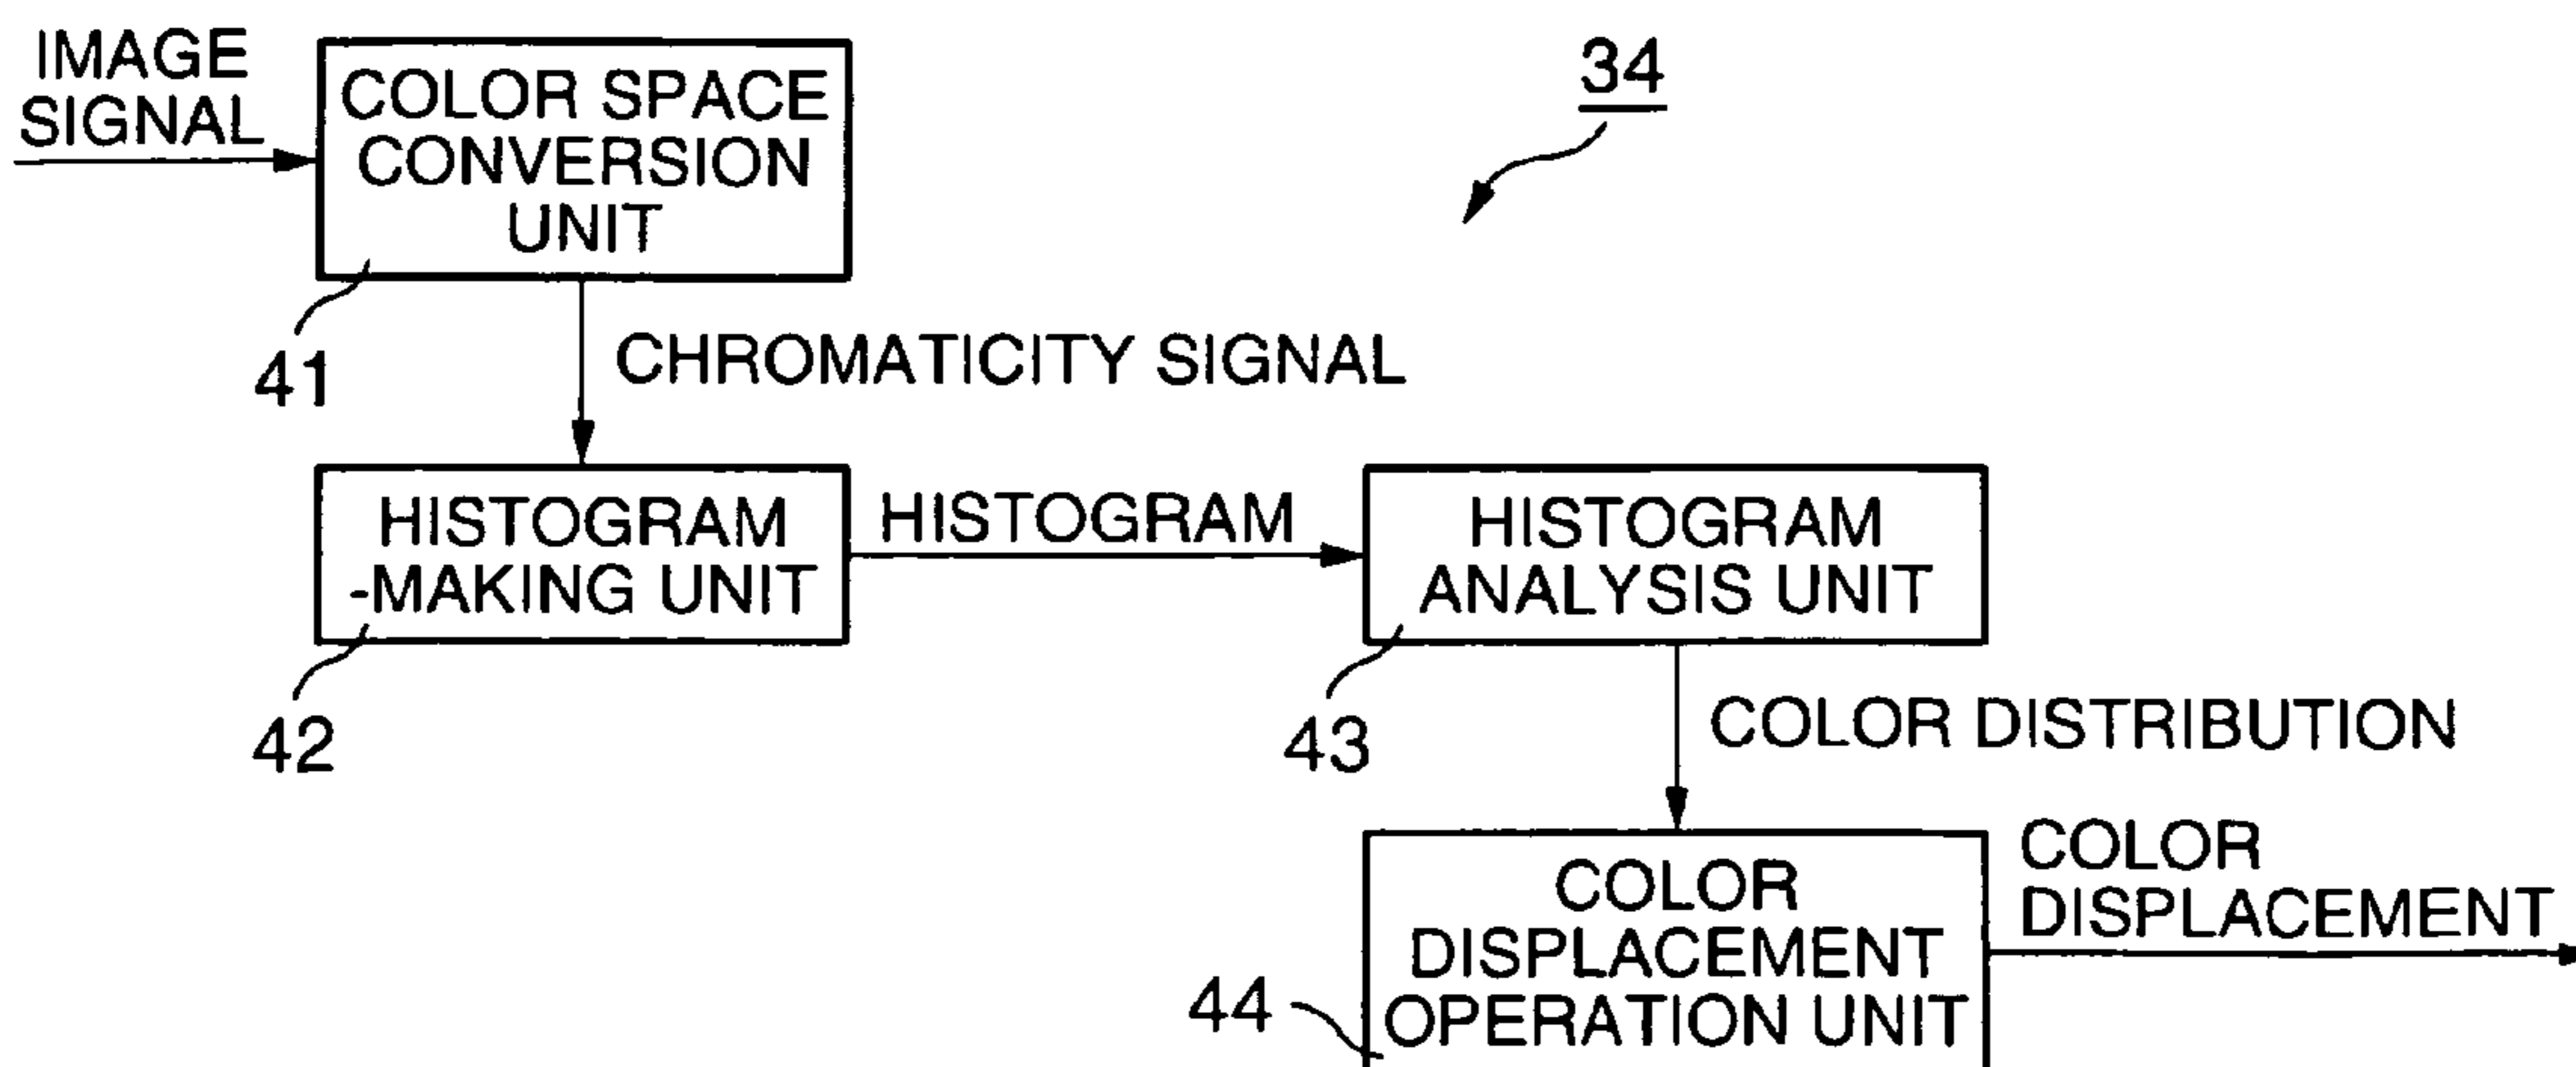 IMAGE
SIGNAL
COLOR SPACE
CONVERSION
UNIT
34
41
CHROMATICITY SIGNAL
HISTOGRAM
-MAKING UNIT
HISTOGRAM
HISTOGRAM
ANALYSIS UNIT
42
43
COLOR DISTRIBUTION
COLOR
DISPLACEMENT
OPERATION UNIT
44
COLOR
DISPLACEMENT